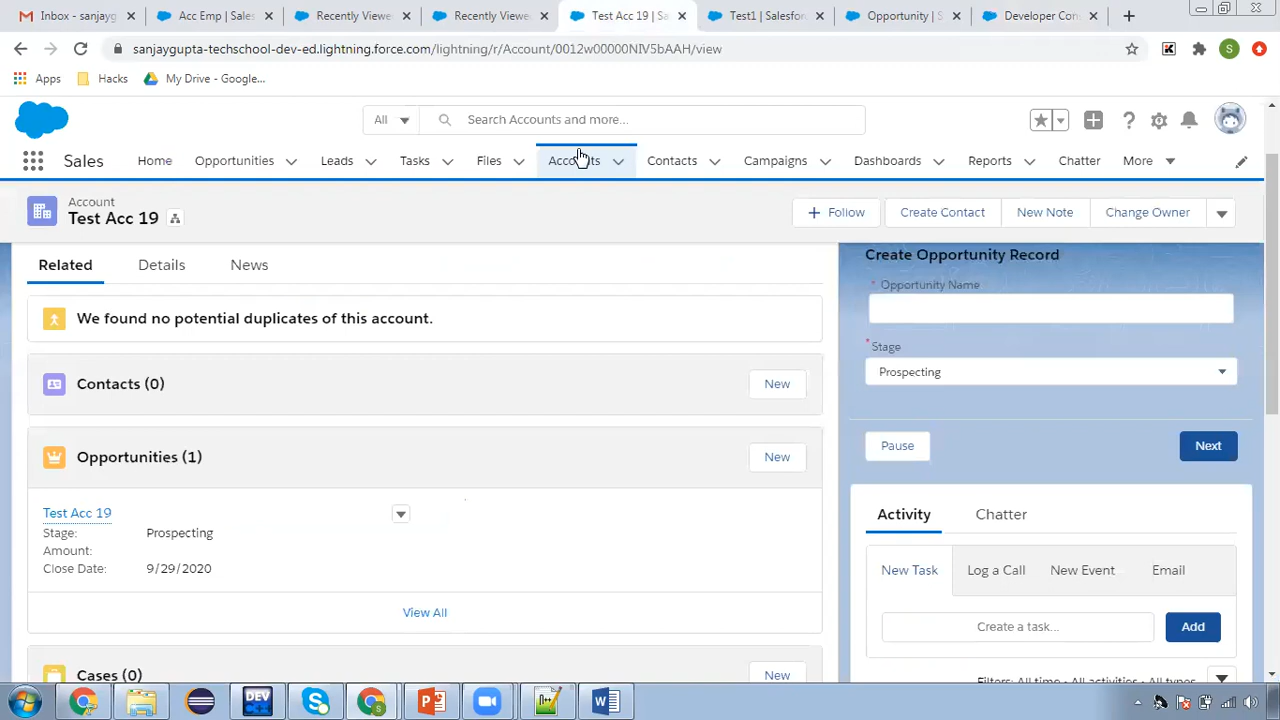 Inbox - sanjayg
Acc Emp | Sales
Recently Viewe
Recently Viewe
Test Acc 19 | Sa
Test1 | Salesfor
Opportunity | S
Developer Con
sanjaygupta-techschool-dev-ed.lightning.force.com/lightning/r/Account/0012w00000NIV5bAAH/view
S
Apps
Hacks
My Drive - Google...
All
Search Accounts and more...
Sales
Home
Opportunities
Leads
Tasks
Files
Accounts
Contacts
Campaigns
Dashboards
Reports
Chatter
More
Account
Test Acc 19
Follow
Create Contact
New Note
Change Owner
Related
Details
News
We found no potential duplicates of this account.
Contacts (0)
New
Opportunities (1)
New
Test Acc 19
Stage: Prospecting
Amount:
Close Date: 9/29/2020
View All
Cases (0)
New
Create Opportunity Record
* Opportunity Name
* Stage
Prospecting
Pause
Next
Activity
Chatter
New Task
Log a Call
New Event
Email
Create a task...
Add
Filters: All time • All activities • All types